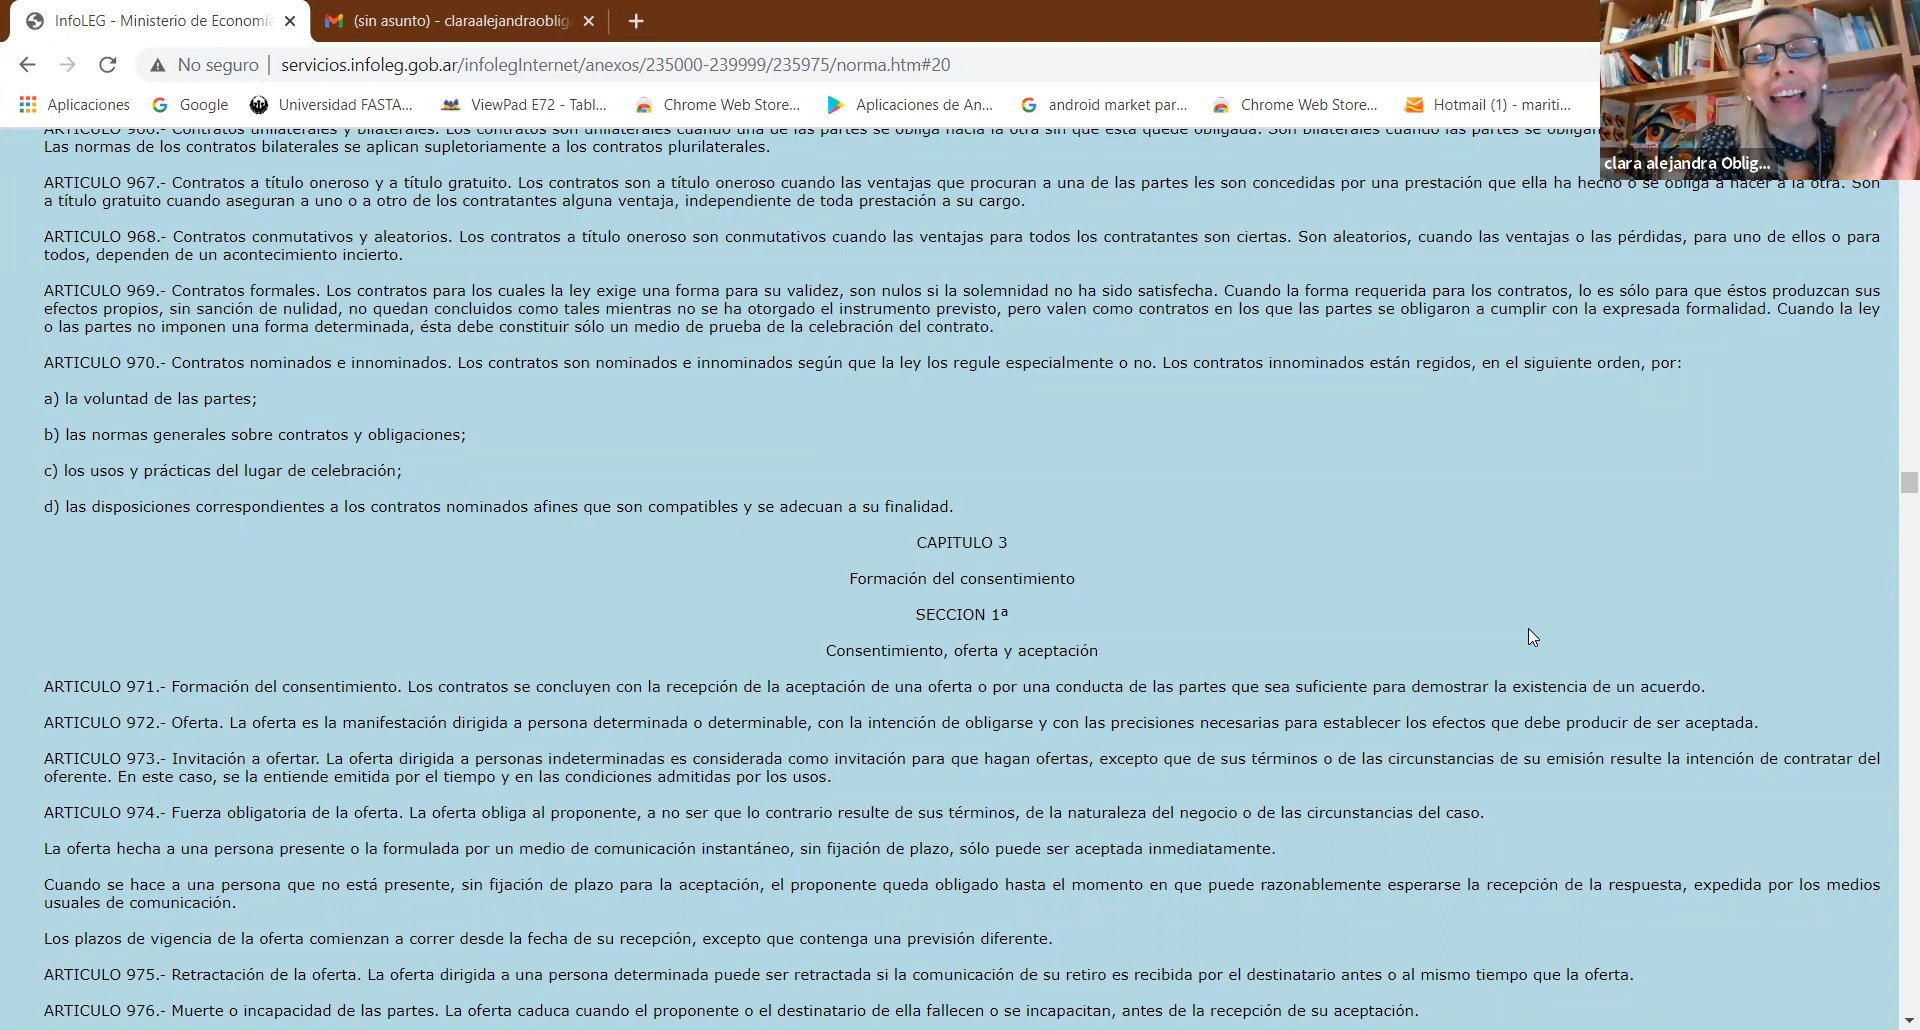 InfoLEG - Ministerio de Economía
(sin asunto) - claraalejandraoblig
No seguro | servicios.infoleg.gob.ar/infolegInternet/anexos/235000-239999/235975/norma.htm#20
Aplicaciones Google Universidad FASTA... ViewPad E72 - Tabl... Chrome Web Store... Aplicaciones de An... android market par... Chrome Web Store... Hotmail (1) - mariti...
clara alejandra Oblig...
ARTICULO 966.- Contratos unilaterales y bilaterales. Los contratos son unilaterales cuando una de las partes se obliga hacia la otra sin que ésta quede obligada. Son bilaterales cuando las partes se obligan
Las normas de los contratos bilaterales se aplican supletoriamente a los contratos plurilaterales.
ARTICULO 967.- Contratos a título oneroso y a título gratuito. Los contratos son a título oneroso cuando las ventajas que procuran a una de las partes les son concedidas por una prestación que ella ha hecho o se obliga a hacer a la otra. Son
a título gratuito cuando aseguran a uno o a otro de los contratantes alguna ventaja, independiente de toda prestación a su cargo.
ARTICULO 968.- Contratos conmutativos y aleatorios. Los contratos a título oneroso son conmutativos cuando las ventajas para todos los contratantes son ciertas. Son aleatorios, cuando las ventajas o las pérdidas, para uno de ellos o para
todos, dependen de un acontecimiento incierto.
ARTICULO 969.- Contratos formales. Los contratos para los cuales la ley exige una forma para su validez, son nulos si la solemnidad no ha sido satisfecha. Cuando la forma requerida para los contratos, lo es sólo para que éstos produzcan sus
efectos propios, sin sanción de nulidad, no quedan concluidos como tales mientras no se ha otorgado el instrumento previsto, pero valen como contratos en los que las partes se obligaron a cumplir con la expresada formalidad. Cuando la ley
o las partes no imponen una forma determinada, ésta debe constituir sólo un medio de prueba de la celebración del contrato.
ARTICULO 970.- Contratos nominados e innominados. Los contratos son nominados e innominados según que la ley los regule especialmente o no. Los contratos innominados están regidos, en el siguiente orden, por:
a) la voluntad de las partes;
b) las normas generales sobre contratos y obligaciones;
c) los usos y prácticas del lugar de celebración;
d) las disposiciones correspondientes a los contratos nominados afines que son compatibles y se adecuan a su finalidad.
CAPITULO 3
Formación del consentimiento
SECCION 1ª
Consentimiento, oferta y aceptación
ARTICULO 971.- Formación del consentimiento. Los contratos se concluyen con la recepción de la aceptación de una oferta o por una conducta de las partes que sea suficiente para demostrar la existencia de un acuerdo.
ARTICULO 972.- Oferta. La oferta es la manifestación dirigida a persona determinada o determinable, con la intención de obligarse y con las precisiones necesarias para establecer los efectos que debe producir de ser aceptada.
ARTICULO 973.- Invitación a ofertar. La oferta dirigida a personas indeterminadas es considerada como invitación para que hagan ofertas, excepto que de sus términos o de las circunstancias de su emisión resulte la intención de contratar del
oferente. En este caso, se la entiende emitida por el tiempo y en las condiciones admitidas por los usos.
ARTICULO 974.- Fuerza obligatoria de la oferta. La oferta obliga al proponente, a no ser que lo contrario resulte de sus términos, de la naturaleza del negocio o de las circunstancias del caso.
La oferta hecha a una persona presente o la formulada por un medio de comunicación instantáneo, sin fijación de plazo, sólo puede ser aceptada inmediatamente.
Cuando se hace a una persona que no está presente, sin fijación de plazo para la aceptación, el proponente queda obligado hasta el momento en que puede razonablemente esperarse la recepción de la respuesta, expedida por los medios
usuales de comunicación.
Los plazos de vigencia de la oferta comienzan a correr desde la fecha de su recepción, excepto que contenga una previsión diferente.
ARTICULO 975.- Retractación de la oferta. La oferta dirigida a una persona determinada puede ser retractada si la comunicación de su retiro es recibida por el destinatario antes o al mismo tiempo que la oferta.
ARTICULO 976.- Muerte o incapacidad de las partes. La oferta caduca cuando el proponente o el destinatario de ella fallecen o se incapacitan, antes de la recepción de su aceptación.